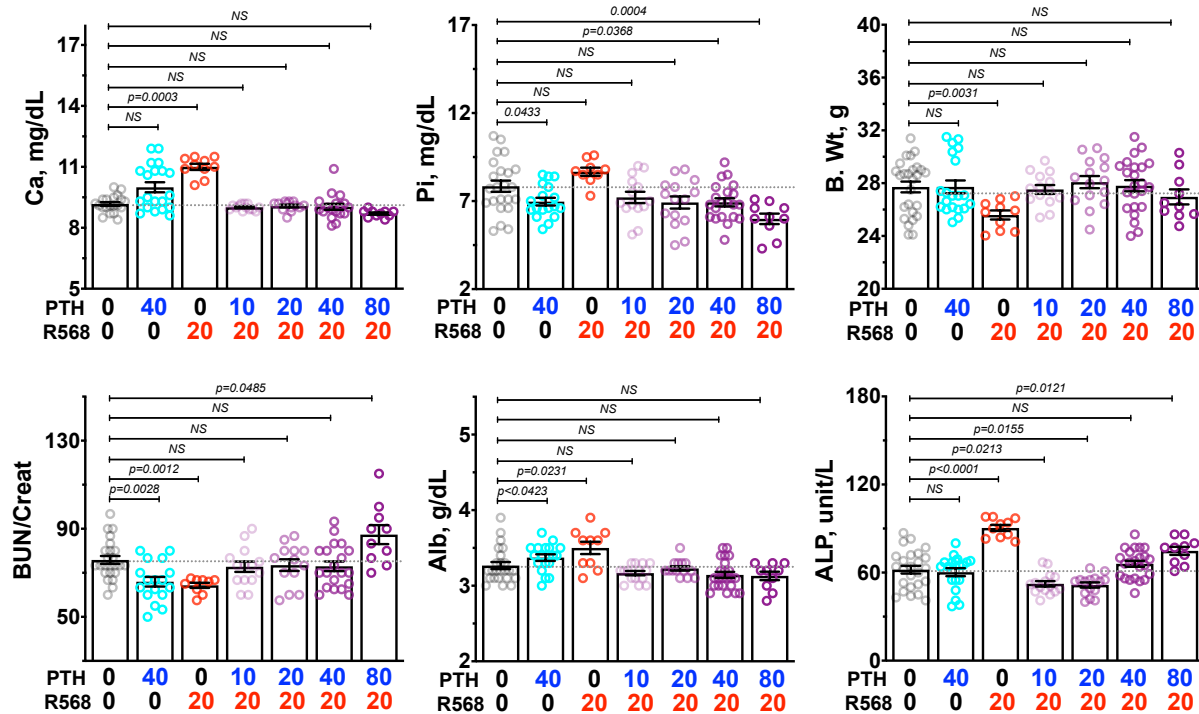 Ca, mg/dL
17
14
11
8
5
NS
NS
NS
NS
p=0.0003
NS
PTH 0 40 0 10 20 40 80
R568 0 0 20 20 20 20 20
Pi, mg/dL
17
12
7
2
0.0004
p=0.0368
NS
NS
NS
0.0433
PTH 0 40 0 10 20 40 80
R568 0 0 20 20 20 20 20
B. Wt, g
40
36
32
28
24
20
NS
NS
NS
NS
p=0.0031
NS
PTH 0 40 0 10 20 40 80
R568 0 0 20 20 20 20 20
BUN/Creat
130
90
50
p=0.0485
NS
NS
NS
p=0.0012
p=0.0028
PTH 0 40 0 10 20 40 80
R568 0 0 20 20 20 20 20
Alb, g/dL
5
4
3
2
NS
NS
NS
NS
p=0.0231
p<0.0423
PTH 0 40 0 10 20 40 80
R568 0 0 20 20 20 20 20
ALP, unit/L
180
120
60
0
p=0.0121
NS
p=0.0155
p=0.0213
p<0.0001
NS
PTH 0 40 0 10 20 40 80
R568 0 0 20 20 20 20 20